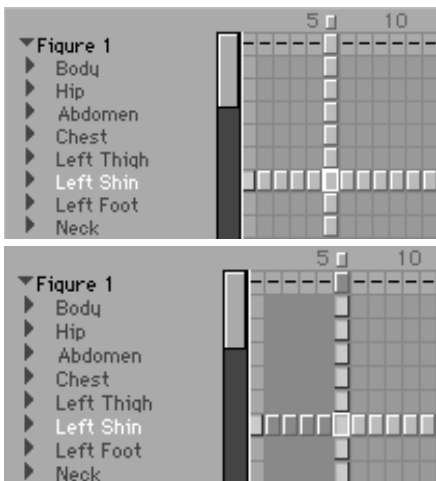 5 10
Figure 1
Body
Hip
Abdomen
Chest
Left Thigh
Left Shin
Left Foot
Neck
5 10
Figure 1
Body
Hip
Abdomen
Chest
Left Thigh
Left Shin
Left Foot
Neck